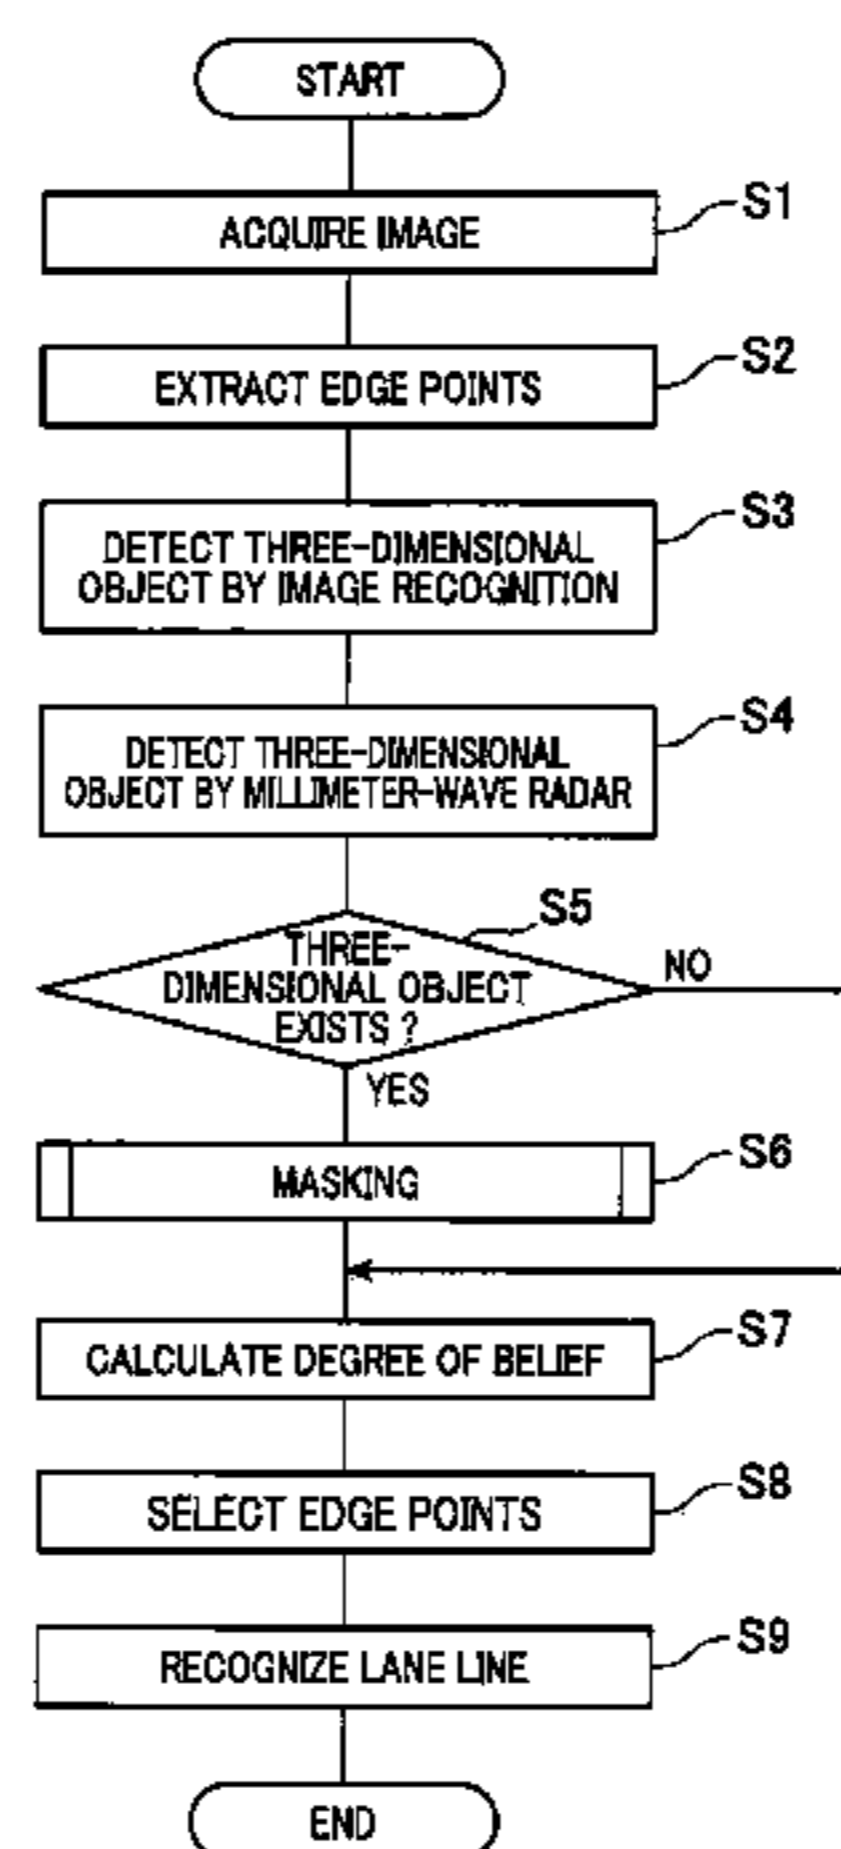 START
ACQUIRE IMAGE
S1
EXTRACT EDGE POINTS
S2
DETECT THREE-DIMENSIONAL
OBJECT BY IMAGE RECOGNITION
S3
DETECT THREE-DIMENSIONAL
OBJECT BY MILLIMETER-WAVE RADAR
S4
THREE-
DIMENSIONAL OBJECT
EXISTS ?
S5
NO
YES
MASKING
S6
CALCULATE DEGREE OF BELIEF
S7
SELECT EDGE POINTS
S8
RECOGNIZE LANE LINE
S9
END